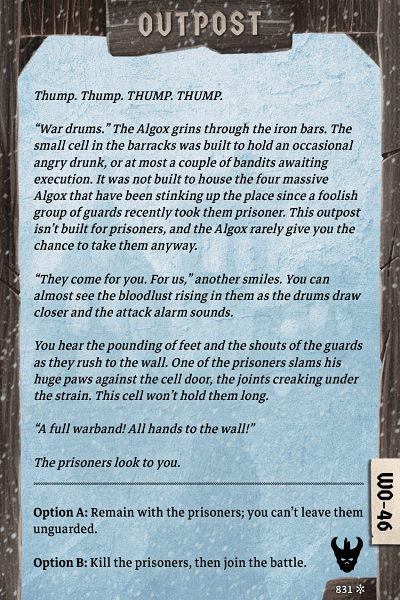 OUTPOST
Thump. Thump. THUMP. THUMP.
“War drums.” The Algox grins through the iron bars. The
small cell in the barracks was built to hold an occasional
angry drunk, or at most a couple of bandits awaiting
execution. It was not built to house the four massive
Algox that have been stinking up the place since a foolish
group of guards recently took them prisoner. This outpost
isn’t built for prisoners, and the Algox rarely give you the
chance to take them anyway.
“They come for you. For us,” another smiles. You can
almost see the bloodlust rising in them as the drums draw
closer and the attack alarm sounds.
You hear the pounding of feet and the shouts of the guards
as they rush to the wall. One of the prisoners slams his
huge paws against the cell door, the joints creaking under
the strain. This cell won’t hold them long.
“A full warband! All hands to the wall!”
The prisoners look to you.
Option A: Remain with the prisoners; you can’t leave them
unguarded.
Option B: Kill the prisoners, then join the battle.
WO-46
831